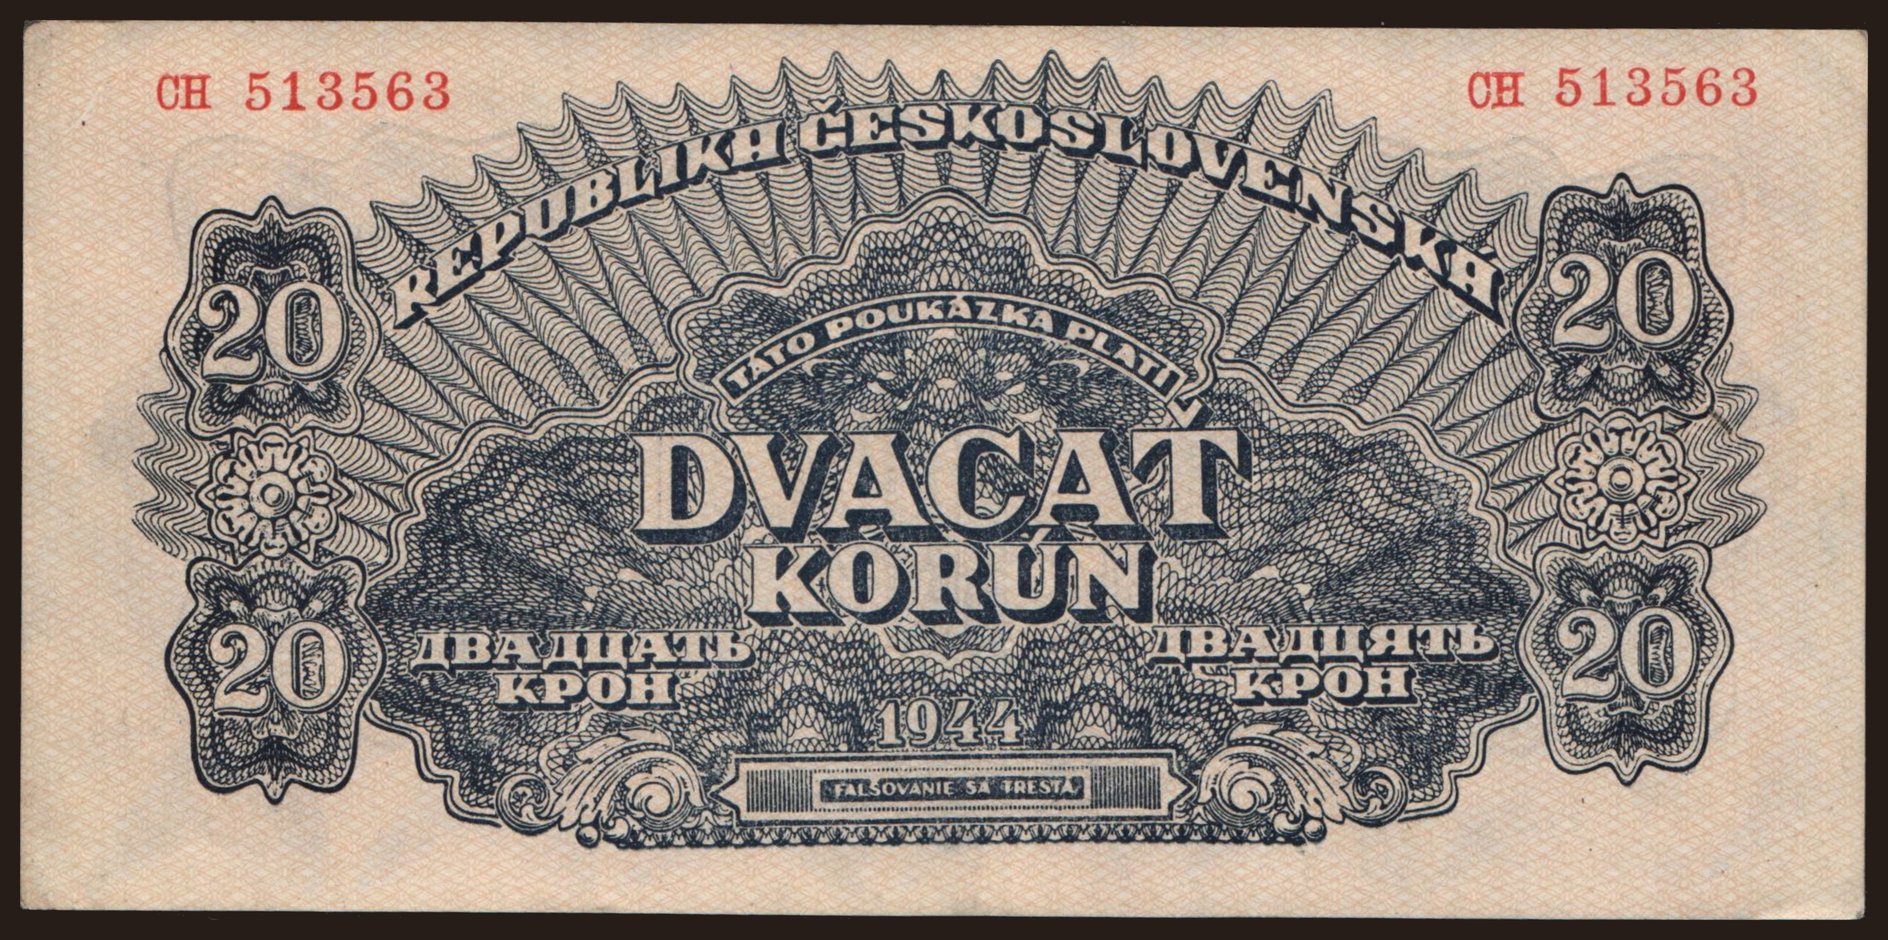 CH 513563
CH 513563
REPUBLIKA ČESKOSLOVENSKÁ
20
20
TÁTO POUKÁZKA PLATÍ
DVACAŤ
KORÚN
20
20
ДВАДЦАТЬ
КРОН
ДВАДЦЯТЬ
КРОН
1944
FALŠOVANIE SA TRESTÁ